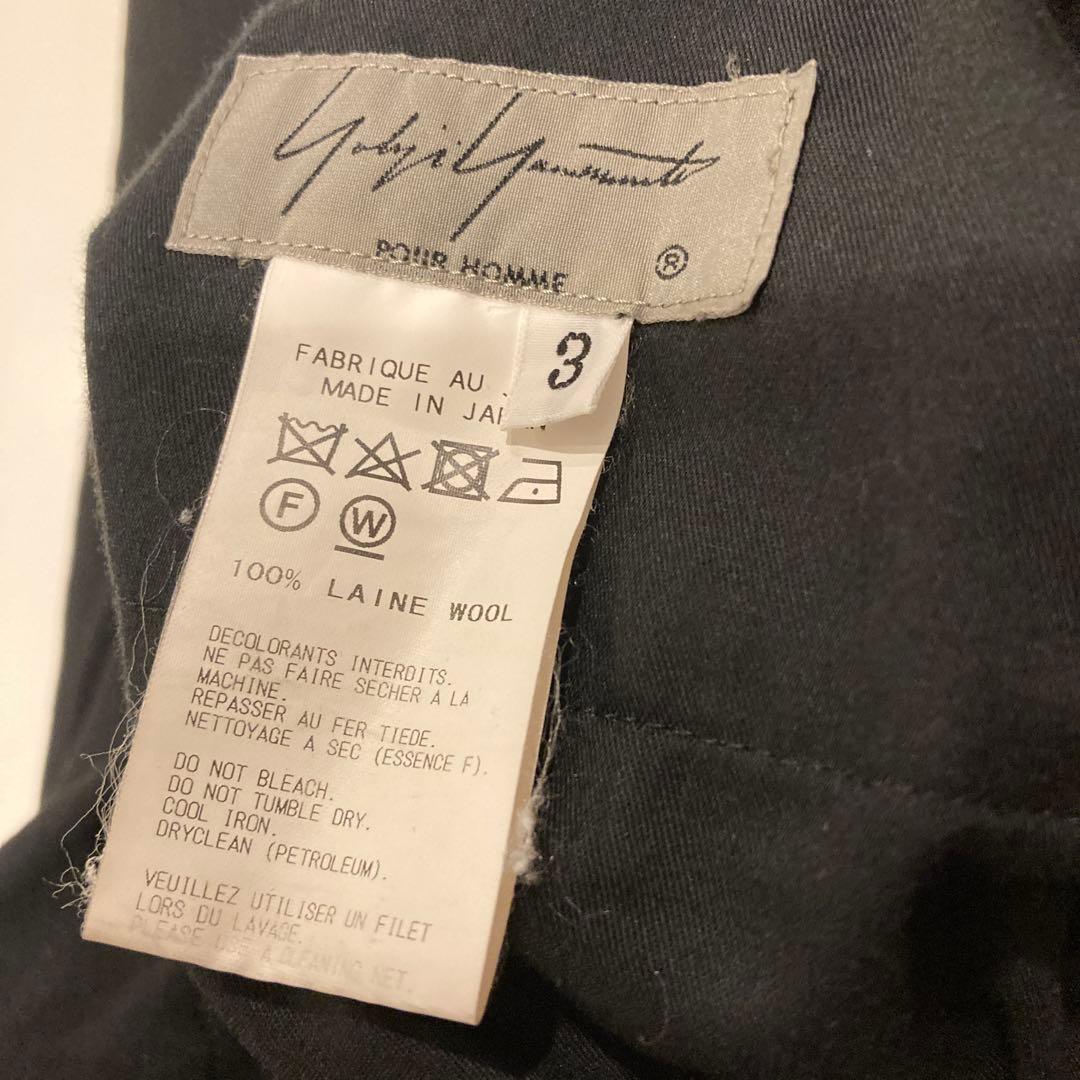 Yohji Yamamoto
POUR HOMME ®
3
FABRIQUE AU
MADE IN JAPAN
F W
100% LAINE WOOL
DECOLORANTS INTERDITS.
NE PAS FAIRE SECHER A LA
MACHINE.
REPASSER AU FER TIEDE.
NETTOYAGE A SEC (ESSENCE F).
DO NOT BLEACH.
DO NOT TUMBLE DRY.
COOL IRON.
DRYCLEAN (PETROLEUM).
VEUILLEZ UTILISER UN FILET
LORS DU LAVAGE.
PLEASE USE A CLEANING NET.